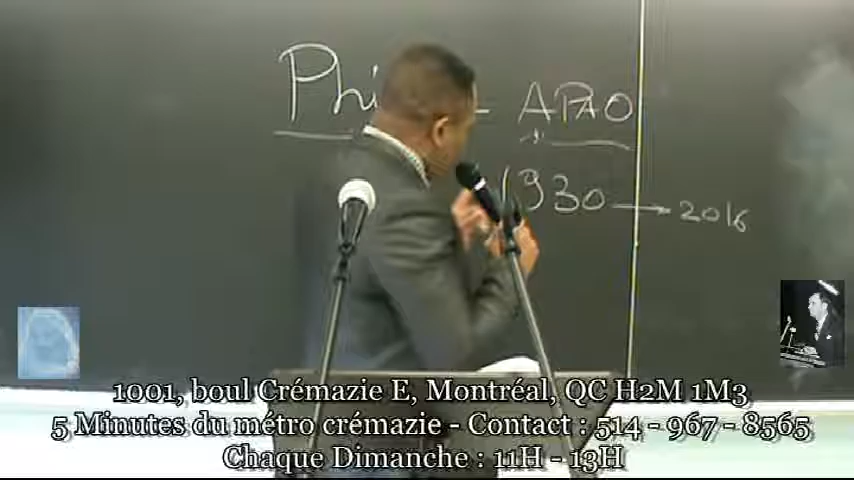 Phi - APAO
1930 → 2016
1001, boul Crémazie E, Montréal, QC H2M 1M3
5 Minutes du métro crémazie - Contact : 514 - 967 - 8565
Chaque Dimanche : 11H - 13H